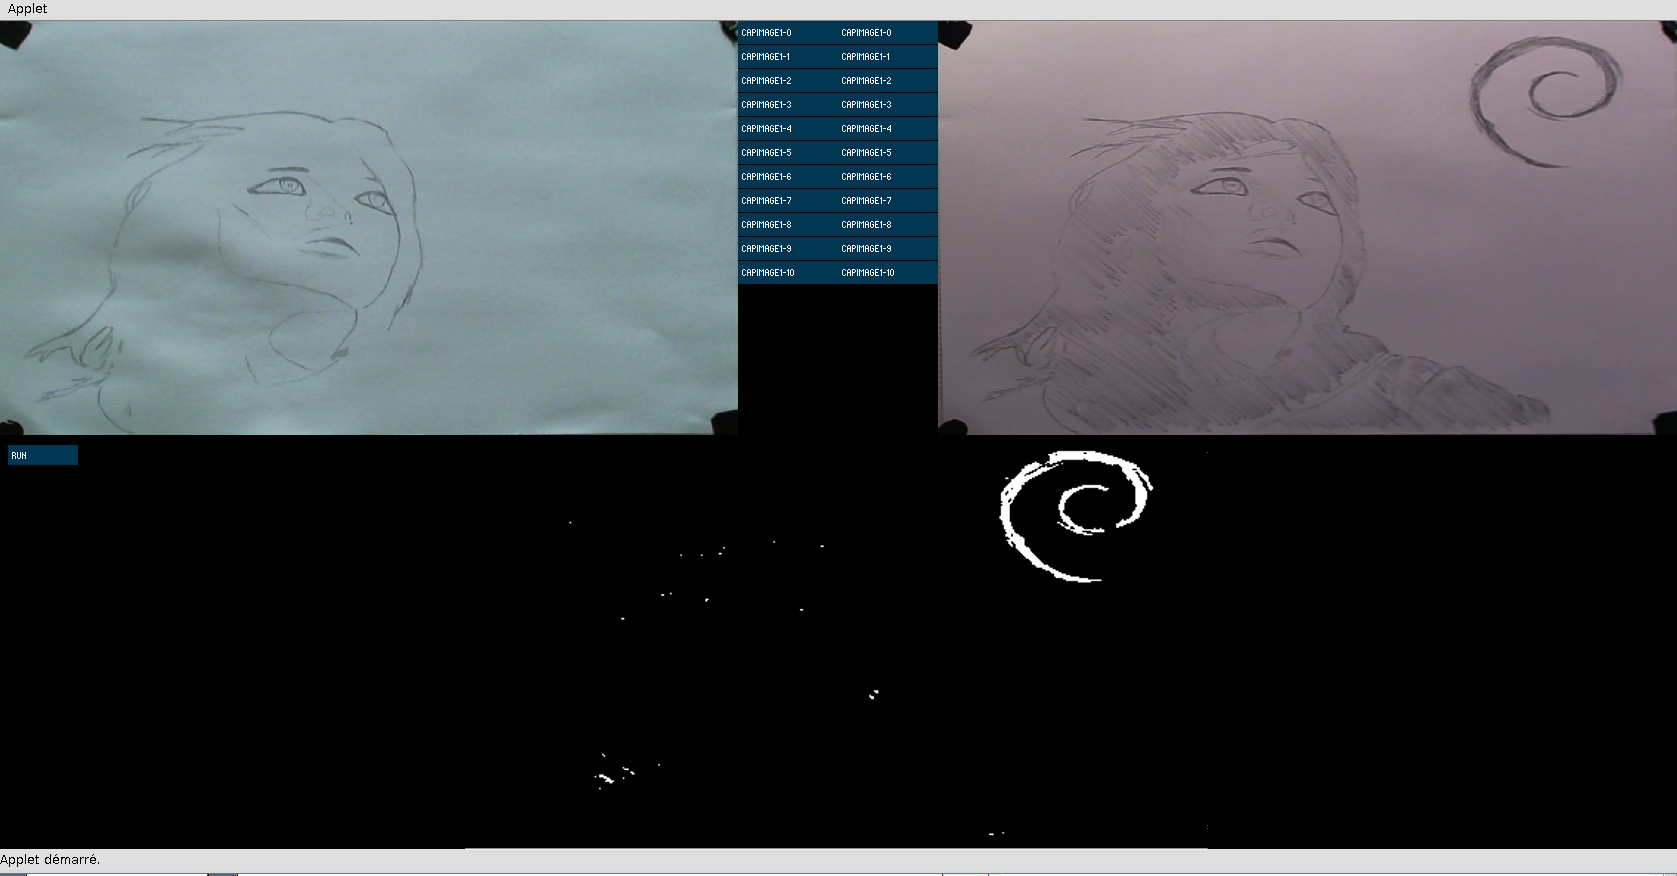 Applet
CAPIMAGE1-0 CAPIMAGE1-0
CAPIMAGE1-1 CAPIMAGE1-1
CAPIMAGE1-2 CAPIMAGE1-2
CAPIMAGE1-3 CAPIMAGE1-3
CAPIMAGE1-4 CAPIMAGE1-4
CAPIMAGE1-5 CAPIMAGE1-5
CAPIMAGE1-6 CAPIMAGE1-6
CAPIMAGE1-7 CAPIMAGE1-7
CAPIMAGE1-8 CAPIMAGE1-8
CAPIMAGE1-9 CAPIMAGE1-9
CAPIMAGE1-10 CAPIMAGE1-10
RUN
Applet démarré.